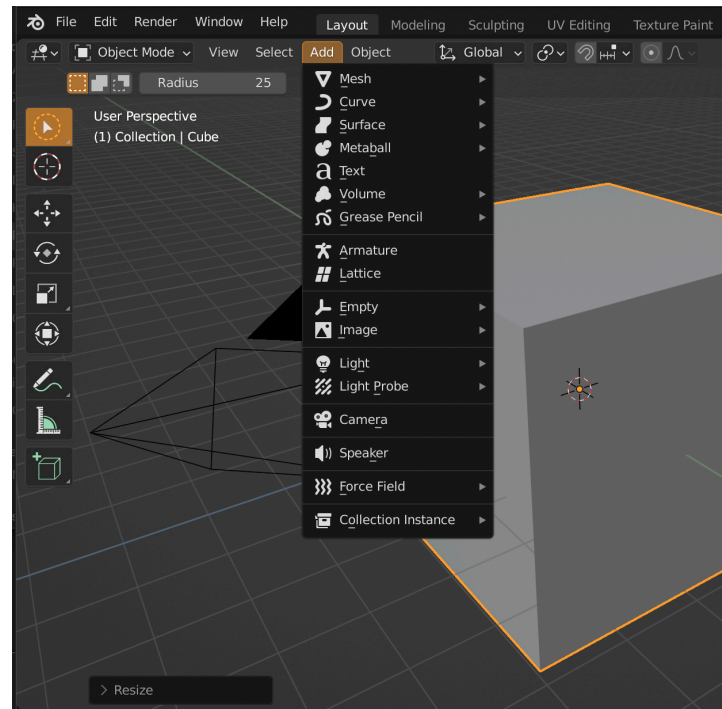 File Edit Render Window Help Layout Modeling Sculpting UV Editing Texture Paint
Object Mode View Select Add Object Global
Radius 25
User Perspective
(1) Collection | Cube
Mesh
Curve
Surface
Metaball
Text
Volume
Grease Pencil
Armature
Lattice
Empty
Image
Light
Light Probe
Camera
Speaker
Force Field
Collection Instance
Resize